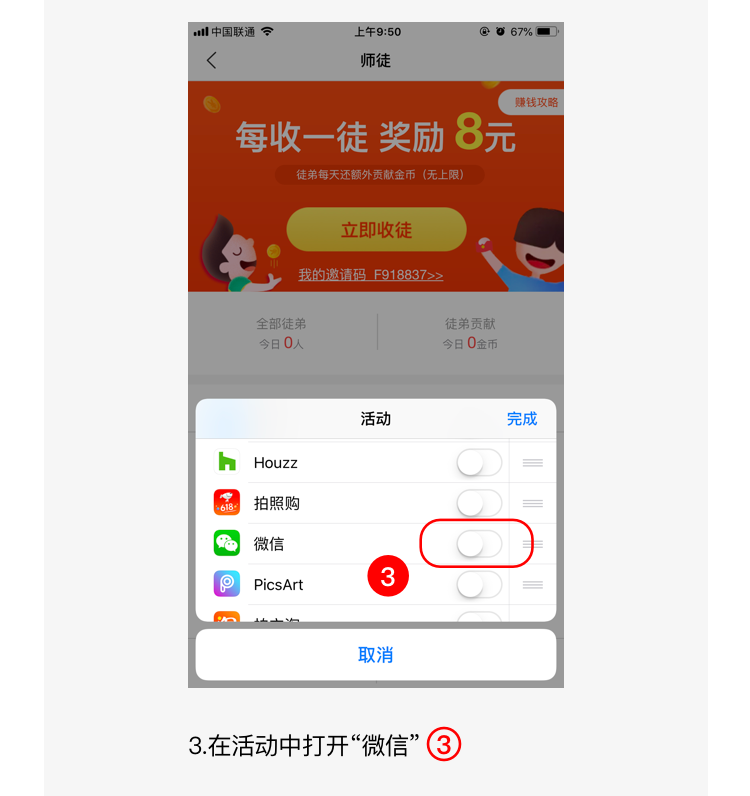 中国联通 上午9:50 67%
师徒
赚钱攻略
每收一徒 奖励 8元
徒弟每天还额外贡献金币（无上限）
立即收徒
我的邀请码 F918837>>
全部徒弟 徒弟贡献
今日 0人 今日 0金币
活动 完成
Houzz
618
拍照购
微信
3
PicsArt
取消
3.在活动中打开“微信” 3